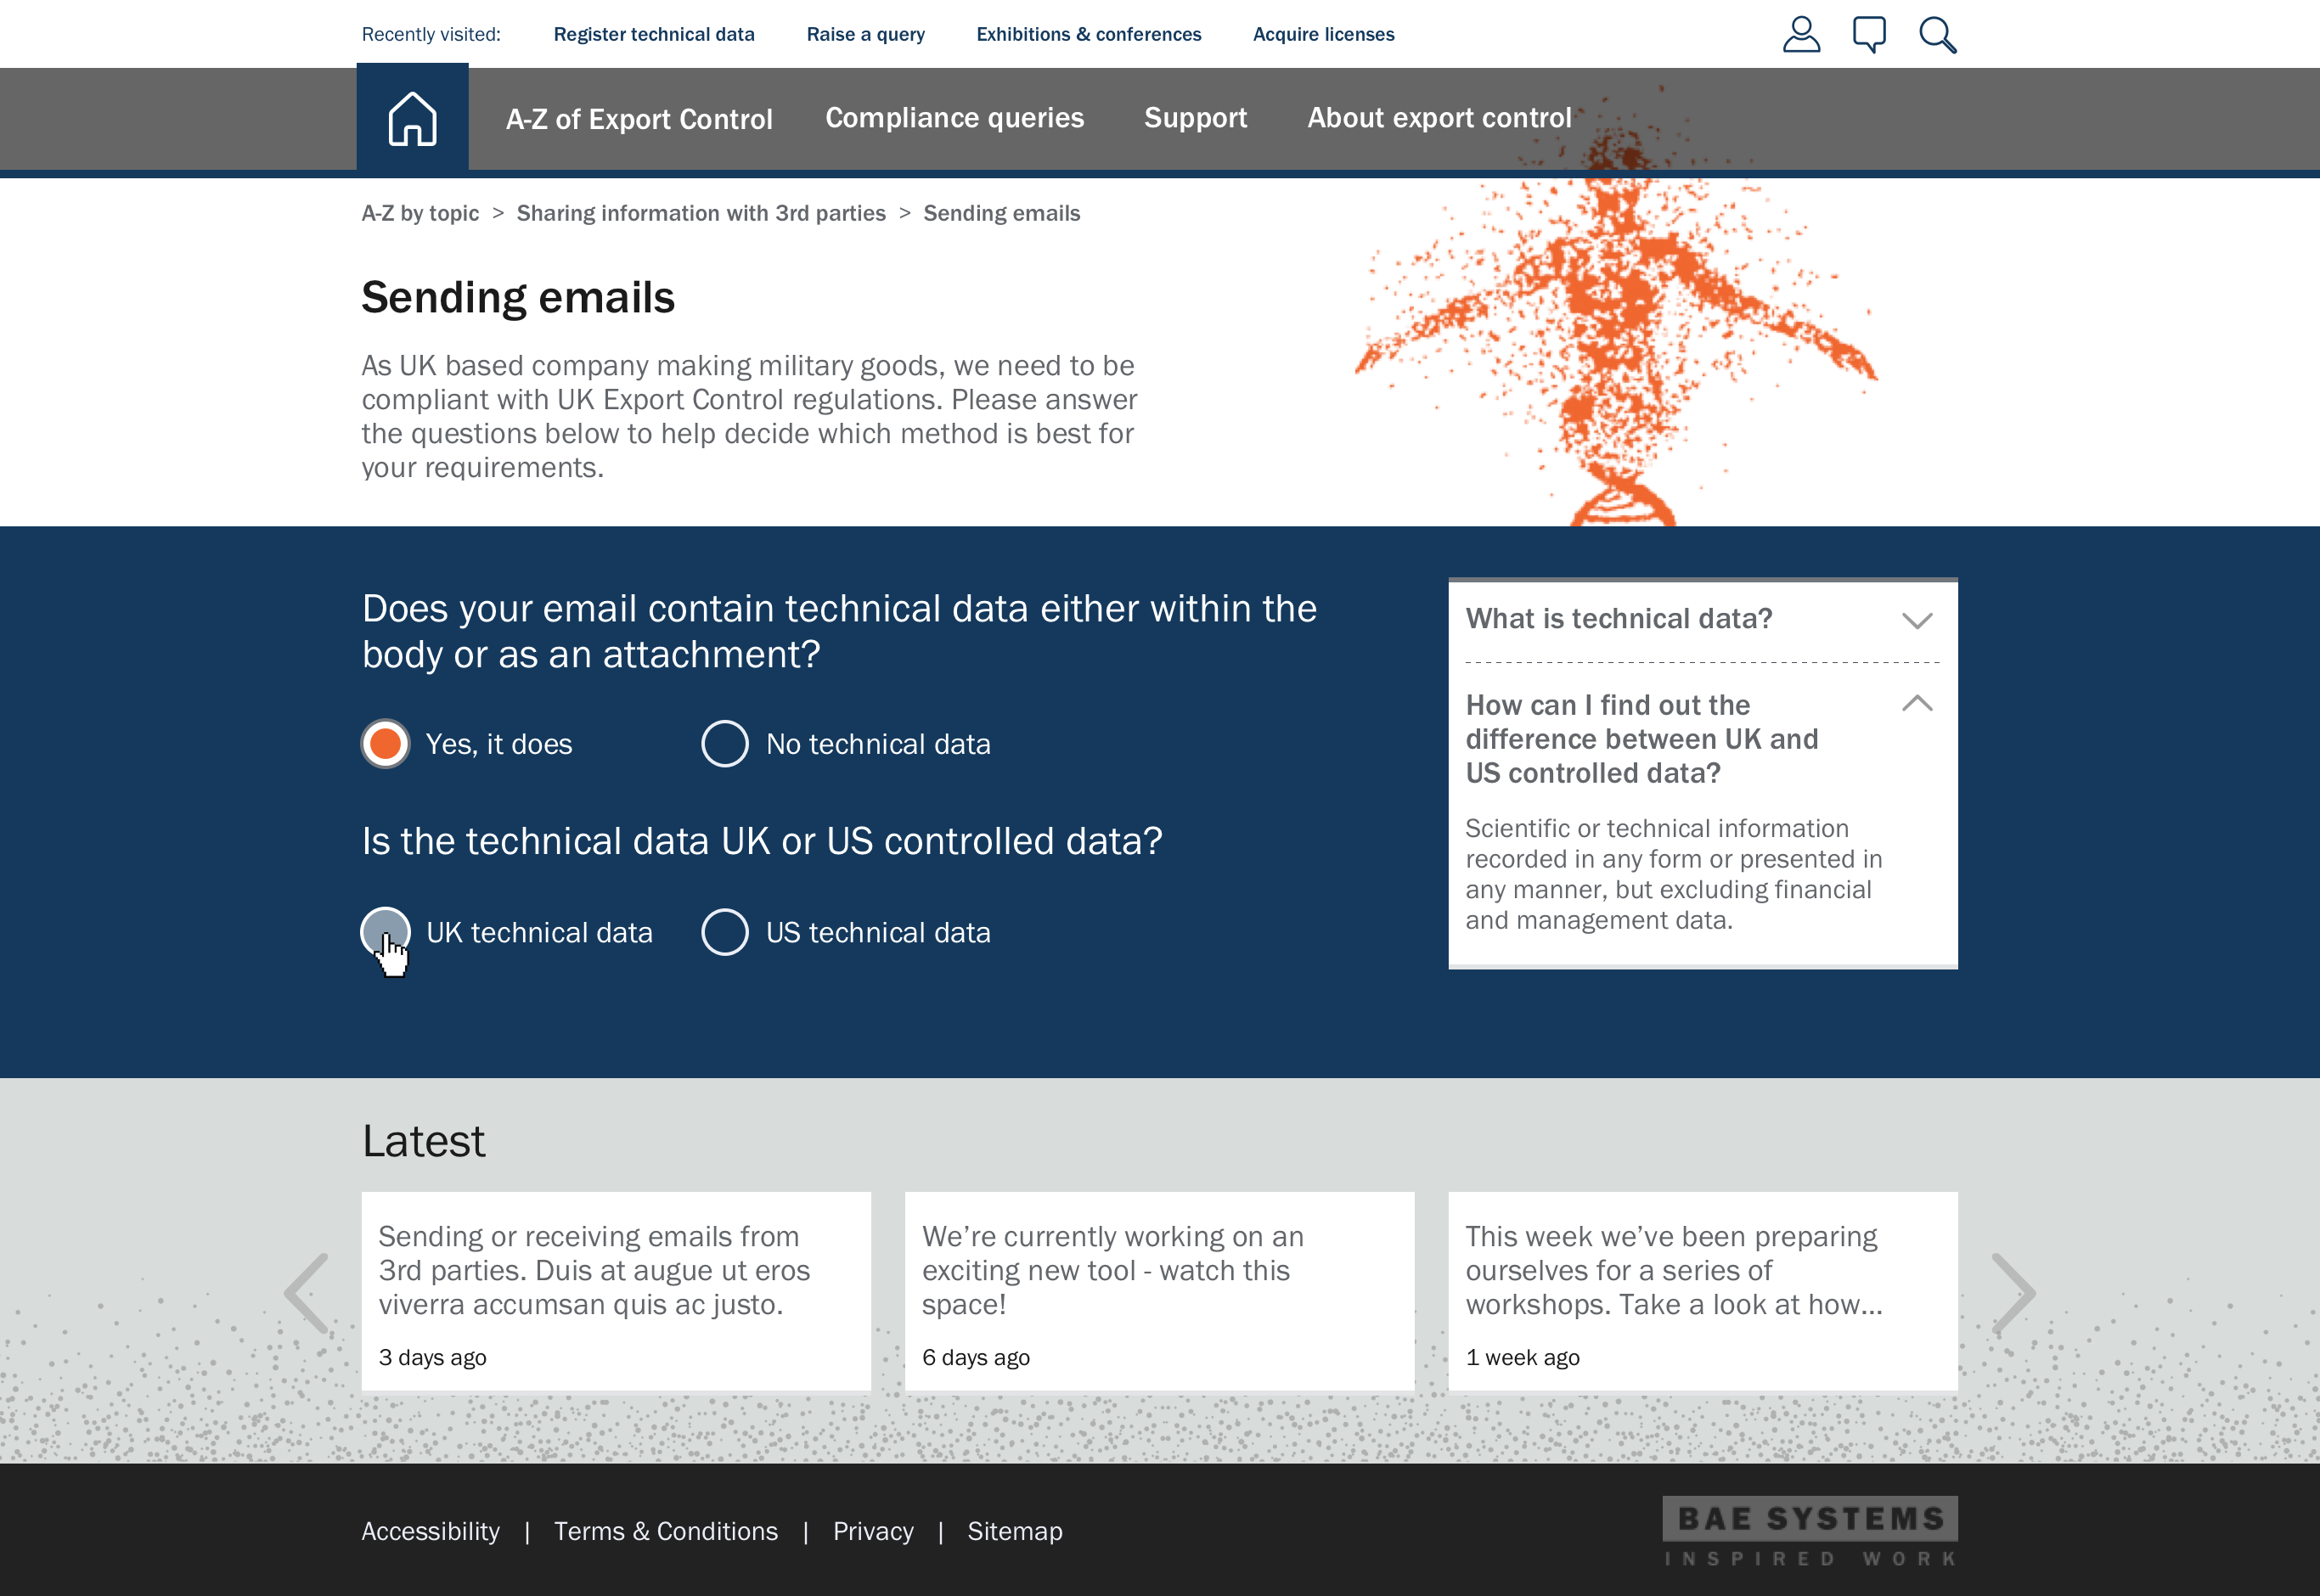 Recently visited: Register technical data Raise a query Exhibitions & conferences Acquire licenses
A-Z of Export Control Compliance queries Support About export control
A-Z by topic > Sharing information with 3rd parties > Sending emails
Sending emails
As UK based company making military goods, we need to be
compliant with UK Export Control regulations. Please answer
the questions below to help decide which method is best for
your requirements.
Does your email contain technical data either within the
body or as an attachment?
Yes, it does No technical data
Is the technical data UK or US controlled data?
UK technical data US technical data
What is technical data?
How can I find out the
difference between UK and
US controlled data?
Scientific or technical information
recorded in any form or presented in
any manner, but excluding financial
and management data.
Latest
Sending or receiving emails from
3rd parties. Duis at augue ut eros
viverra accumsan quis ac justo.
3 days ago
We’re currently working on an
exciting new tool - watch this
space!
6 days ago
This week we’ve been preparing
ourselves for a series of
workshops. Take a look at how...
1 week ago
Accessibility | Terms & Conditions | Privacy | Sitemap
BAE SYSTEMS
INSPIRED WORK